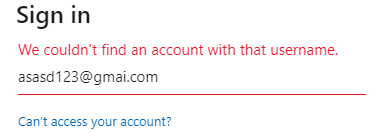 Sign in
We couldn't find an account with that username.
asasd123@gmai.com
Can't access your account?